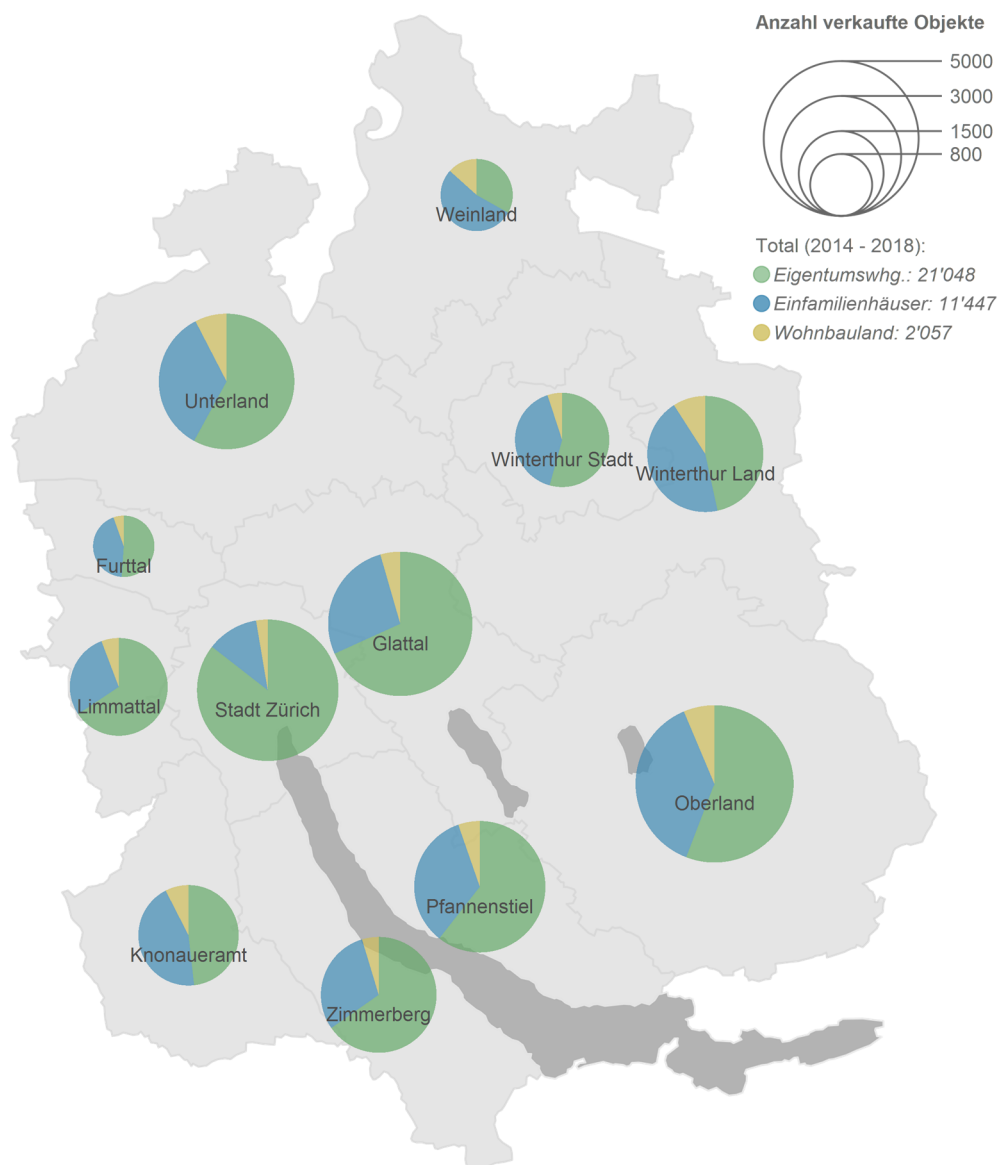 Anzahl verkaufte Objekte
5000
3000
1500
800
Total (2014 - 2018):
Eigentumswhg.: 21'048
Einfamilienhäuser: 11'447
Wohnbauland: 2'057
Weinland
Unterland
Winterthur Stadt
Winterthur Land
Furttal
Glattal
Limmattal
Stadt Zürich
Oberland
Pfannenstiel
Knonaueramt
Zimmerberg